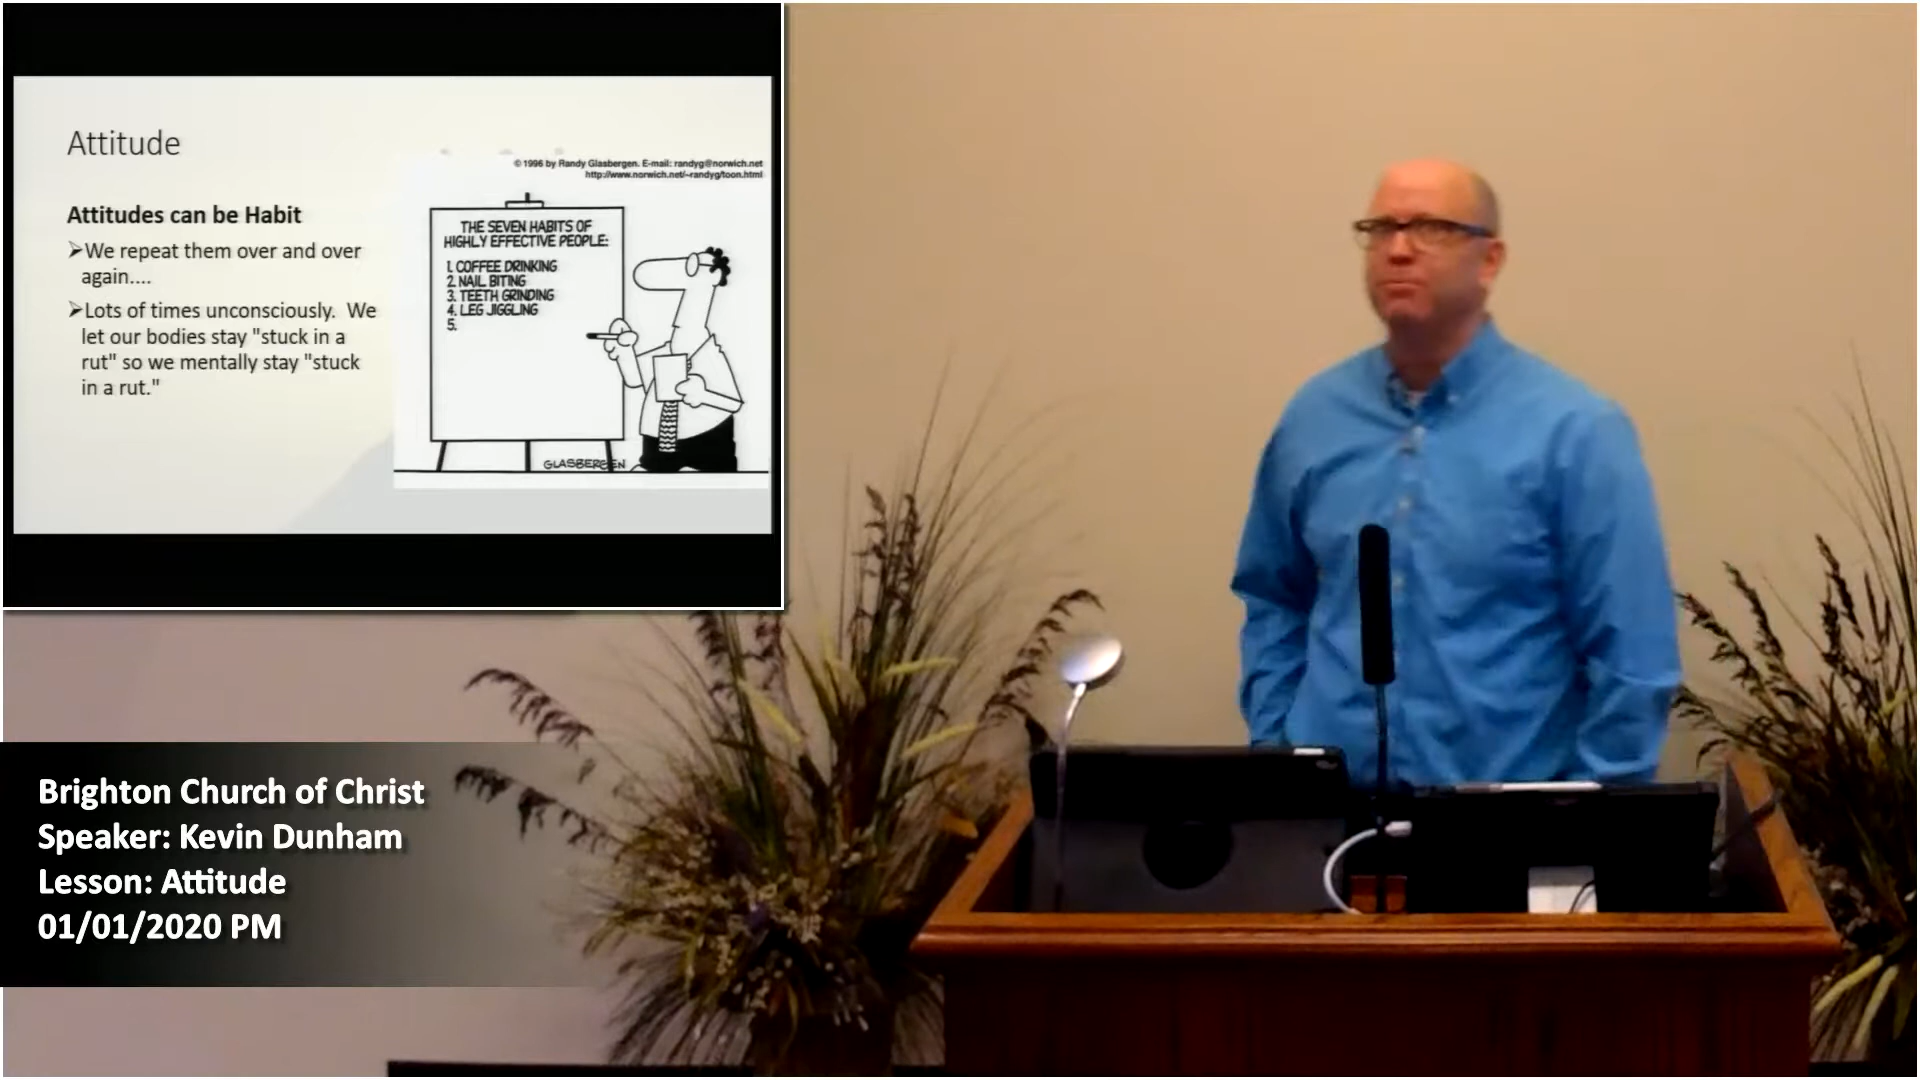 Attitude
Attitudes can be Habit
➢We repeat them over and over
again....
➢Lots of times unconsciously. We
let our bodies stay "stuck in a
rut" so we mentally stay "stuck
in a rut."
© 1996 by Randy Glasbergen. E-mail: randyg@norwich.net
http://www.norwich.net/~randyg/toon.html
THE SEVEN HABITS OF
HIGHLY EFFECTIVE PEOPLE:
1. COFFEE DRINKING
2. NAIL BITING
3. TEETH GRINDING
4. LEG JIGGLING
5.
GLASBERGEN
Brighton Church of Christ
Speaker: Kevin Dunham
Lesson: Attitude
01/01/2020 PM